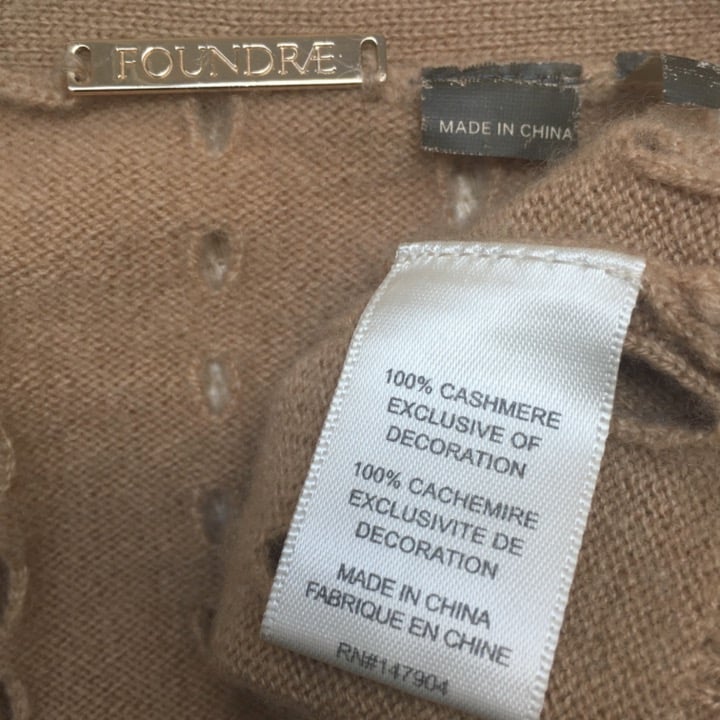 FOUNDRÆ
MADE IN CHINA
100% CASHMERE
EXCLUSIVE OF
DECORATION
100% CACHEMIRE
EXCLUSIVITE DE
DECORATION
MADE IN CHINA
FABRIQUE EN CHINE
RN#147904